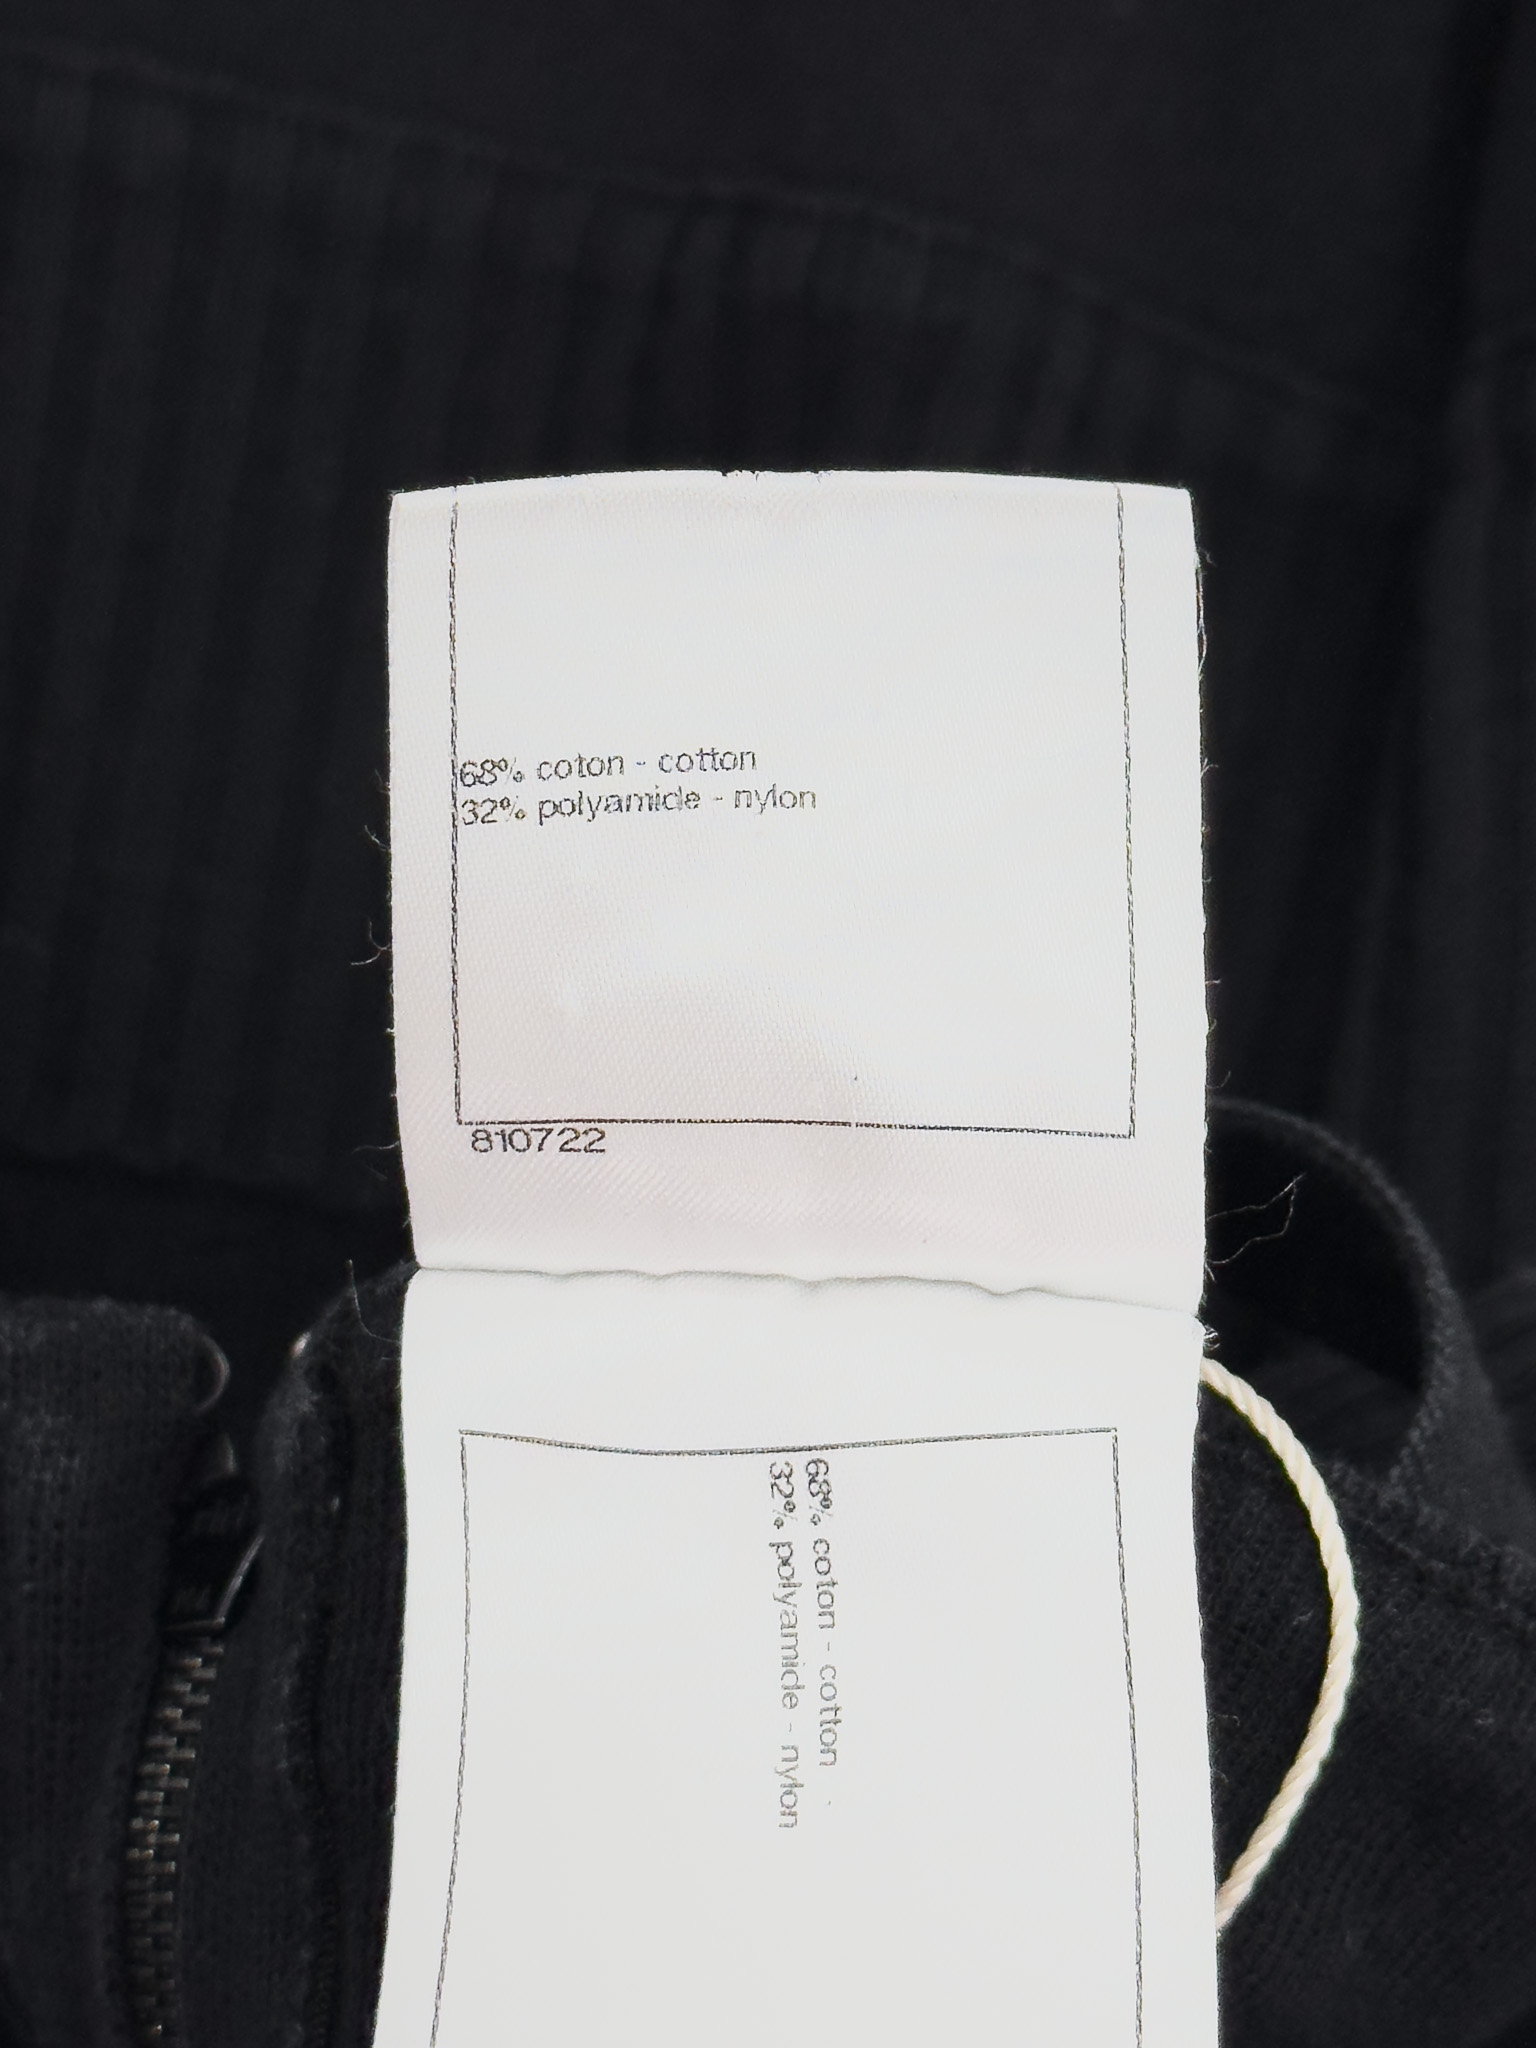 68% coton - cotton
32% polyamide - nylon
810722
68% coton - cotton
32% polyamide - nylon